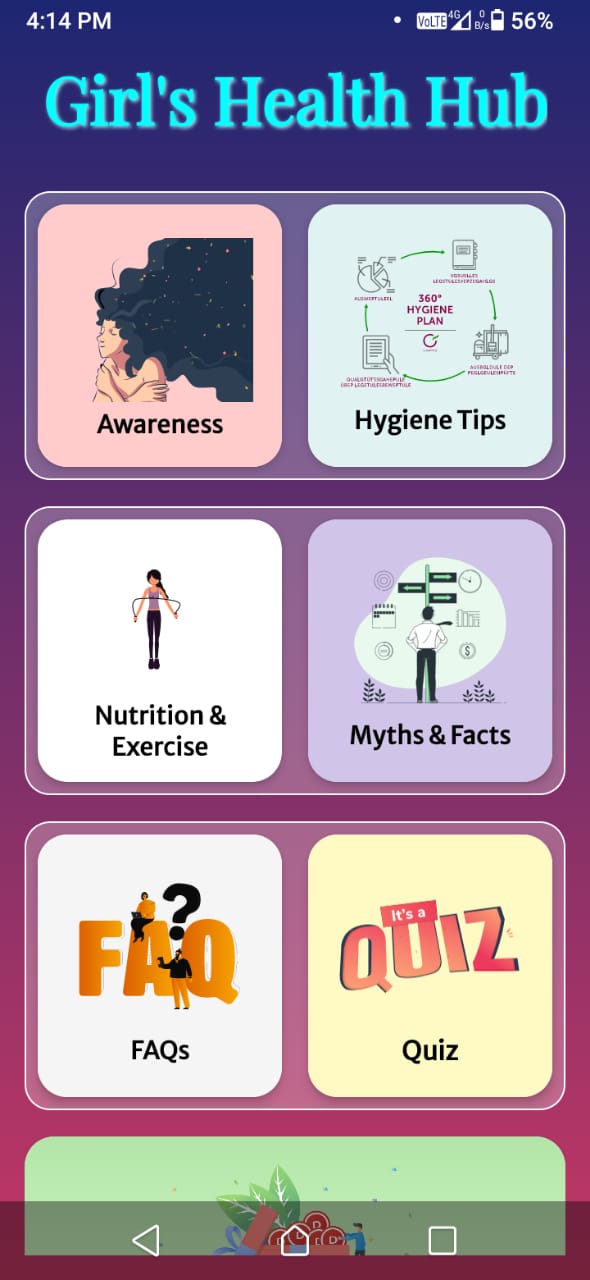 4:14 PM
VoLTE 4G 0 B/s 56%
Girl's Health Hub
360°
HYGIENE
PLAN
Awareness
Hygiene Tips
Nutrition &
Exercise
Myths & Facts
$
FAQ
?
It's a
QUIZ
FAQs
Quiz